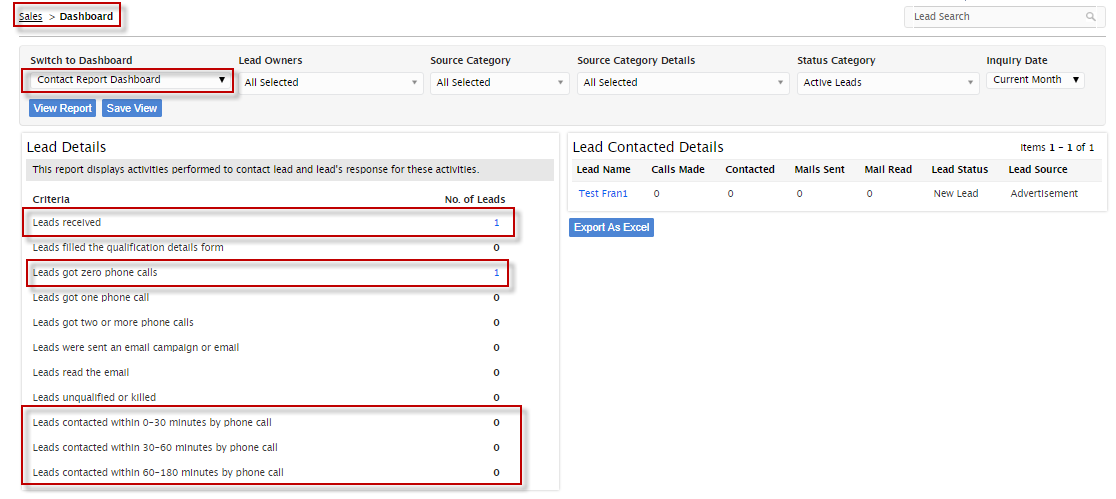 Sales > Dashboard
Lead Search
Switch to Dashboard Lead Owners Source Category Source Category Details Status Category Inquiry Date
Contact Report Dashboard All Selected All Selected All Selected Active Leads Current Month
View Report Save View
Lead Details
This report displays activities performed to contact lead and lead's response for these activities.
Criteria No. of Leads
Leads received 1
Leads filled the qualification details form 0
Leads got zero phone calls 1
Leads got one phone call 0
Leads got two or more phone calls 0
Leads were sent an email campaign or email 0
Leads read the email 0
Leads unqualified or killed 0
Leads contacted within 0-30 minutes by phone call 0
Leads contacted within 30-60 minutes by phone call 0
Leads contacted within 60-180 minutes by phone call 0
Lead Contacted Details Items 1 - 1 of 1
Lead Name Calls Made Contacted Mails Sent Mail Read Lead Status Lead Source
Test Fran1 0 0 0 0 New Lead Advertisement
Export As Excel